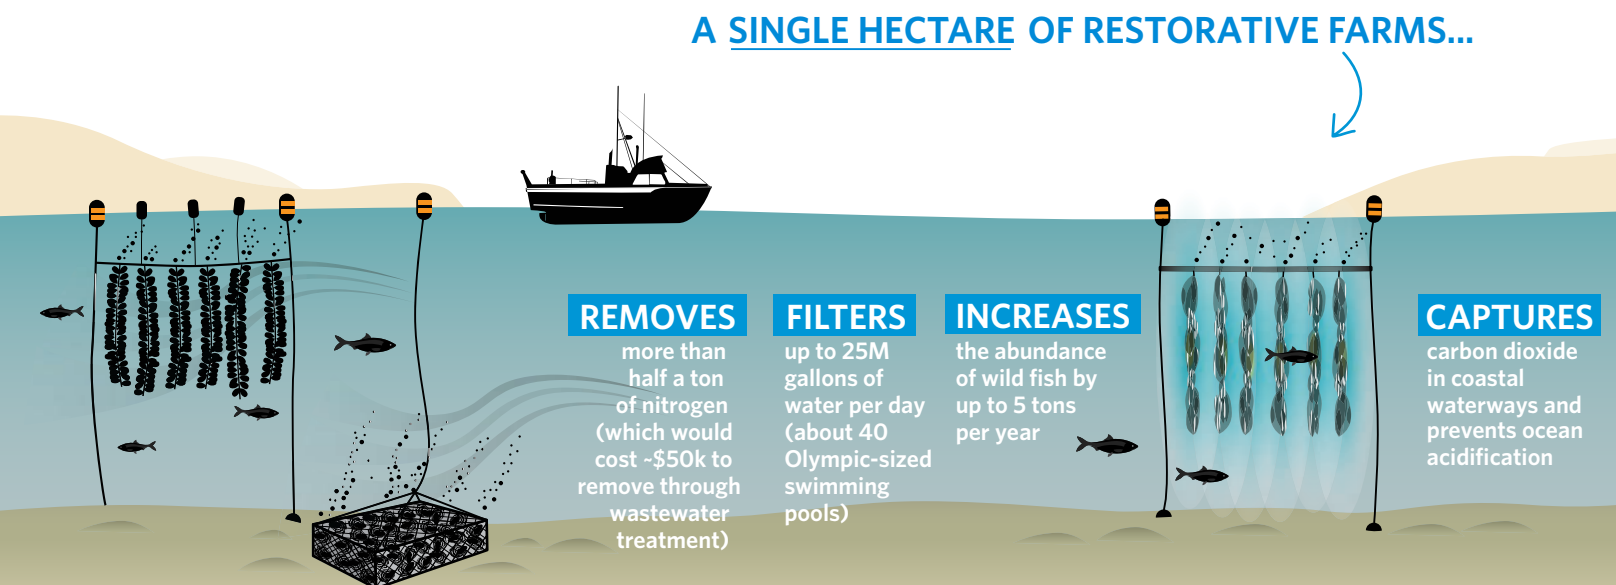 A SINGLE HECTARE OF RESTORATIVE FARMS...
REMOVES
more than
half a ton
of nitrogen
(which would
cost ~$50k to
remove through
wastewater
treatment)
FILTERS
up to 25M
gallons of
water per day
(about 40
Olympic-sized
swimming
pools)
INCREASES
the abundance
of wild fish by
up to 5 tons
per year
CAPTURES
carbon dioxide
in coastal
waterways and
prevents ocean
acidification